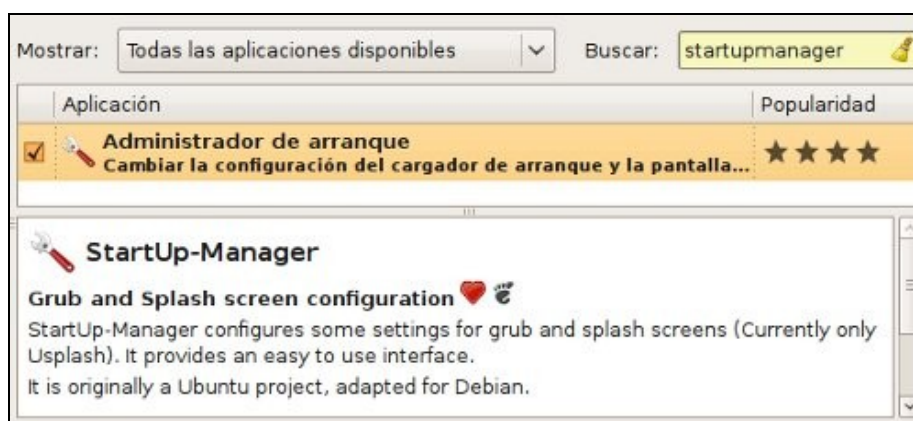 Mostrar: Todas las aplicaciones disponibles Buscar: startupmanager
Aplicación Popularidad
Administrador de arranque
Cambiar la configuración del cargador de arranque y la pantalla...
StartUp-Manager
Grub and Splash screen configuration
StartUp-Manager configures some settings for grub and splash screens (Currently only
Usplash). It provides an easy to use interface.
It is originally a Ubuntu project, adapted for Debian.